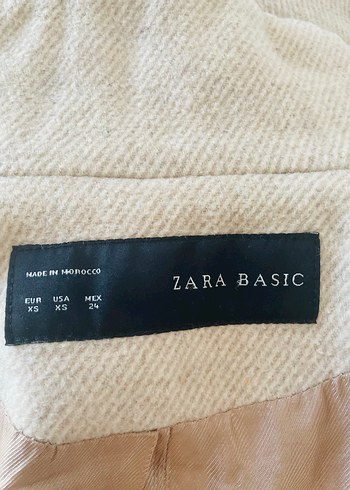 MADE IN MOROCCO
ZARA BASIC
EUR USA MEX
XS XS 24